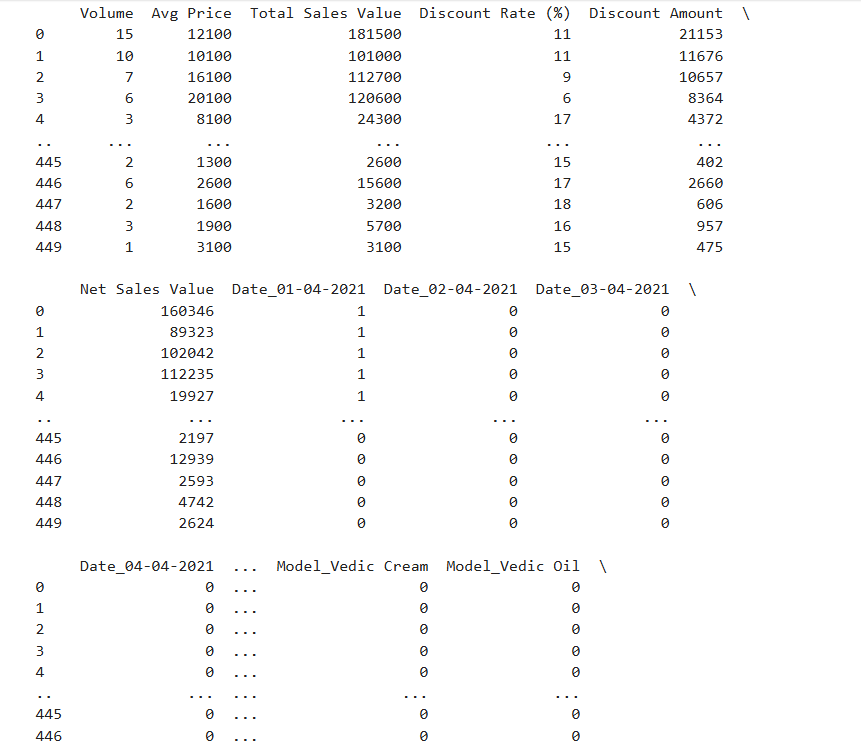 Volume  Avg Price  Total Sales Value  Discount Rate (%)  Discount Amount  \
0        15      12100             181500                 11            21153
1        10      10100             101000                 11            11676
2         7      16100             112700                  9            10657
3         6      20100             120600                  6             8364
4         3       8100              24300                 17             4372
..      ...        ...                ...                ...              ...
445       2       1300               2600                 15              402
446       6       2600              15600                 17             2660
447       2       1600               3200                 18              606
448       3       1900               5700                 16              957
449       1       3100               3100                 15              475
Net Sales Value  Date_01-04-2021  Date_02-04-2021  Date_03-04-2021  \
0             160346                1                0                0
1              89323                1                0                0
2             102042                1                0                0
3             112235                1                0                0
4              19927                1                0                0
..               ...              ...              ...              ...
445             2197                0                0                0
446            12939                0                0                0
447             2593                0                0                0
448             4742                0                0                0
449             2624                0                0                0
Date_04-04-2021  ...  Model_Vedic Cream  Model_Vedic Oil  \
0                  0  ...                  0                0
1                  0  ...                  0                0
2                  0  ...                  0                0
3                  0  ...                  0                0
4                  0  ...                  0                0
..               ...  ...                ...              ...
445                0  ...                  0                0
446                0  ...                  0                0